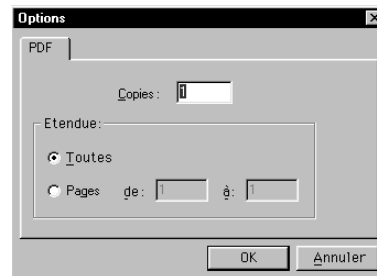 Options
PDF
Copies : 1
Etendue:
Toutes
Pages de : 1 à : 1
OK Annuler